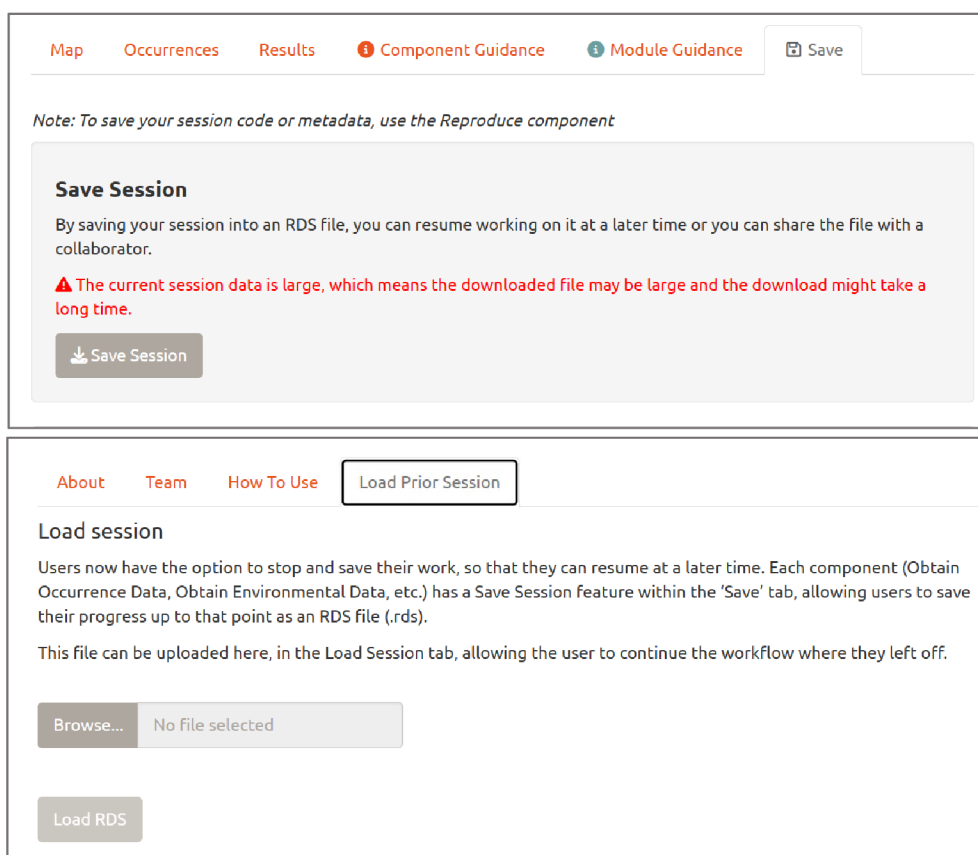 Map Occurrences Results Component Guidance Module Guidance Save
Note: To save your session code or metadata, use the Reproduce component
Save Session
By saving your session into an RDS file, you can resume working on it at a later time or you can share the file with a
collaborator.
The current session data is large, which means the downloaded file may be large and the download might take a
long time.
Save Session
About Team How To Use Load Prior Session
Load session
Users now have the option to stop and save their work, so that they can resume at a later time. Each component (Obtain
Occurrence Data, Obtain Environmental Data, etc.) has a Save Session feature within the ‘Save’ tab, allowing users to save
their progress up to that point as an RDS file (.rds).
This file can be uploaded here, in the Load Session tab, allowing the user to continue the workflow where they left off.
Browse... No file selected
Load RDS